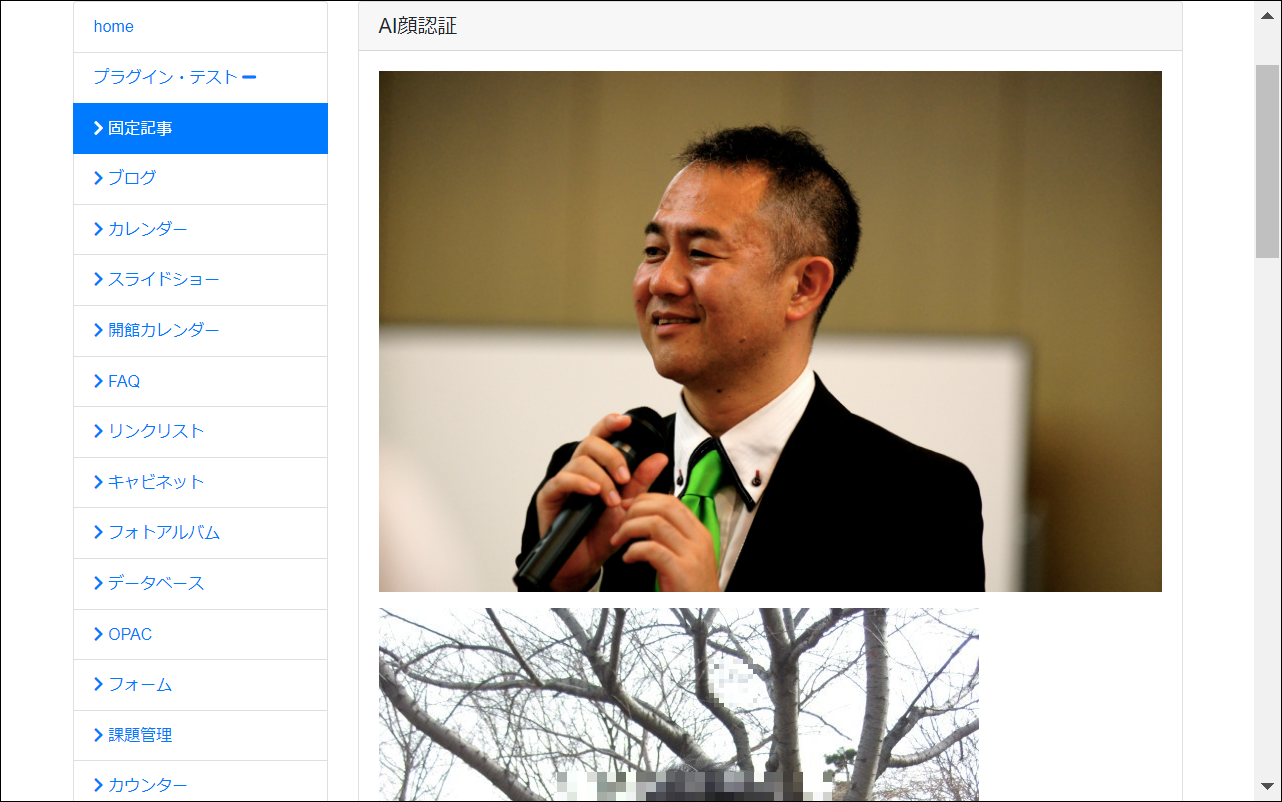 home
プラグイン・テスト
固定記事
ブログ
カレンダー
スライドショー
開館カレンダー
FAQ
リンクリスト
キャビネット
フォトアルバム
データベース
OPAC
フォーム
課題管理
カウンター
AI顔認証